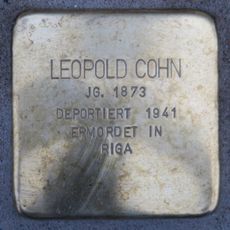 LEOPOLD COHN
JG. 1873
DEPORTIERT 1941
ERMORDET IN
RIGA